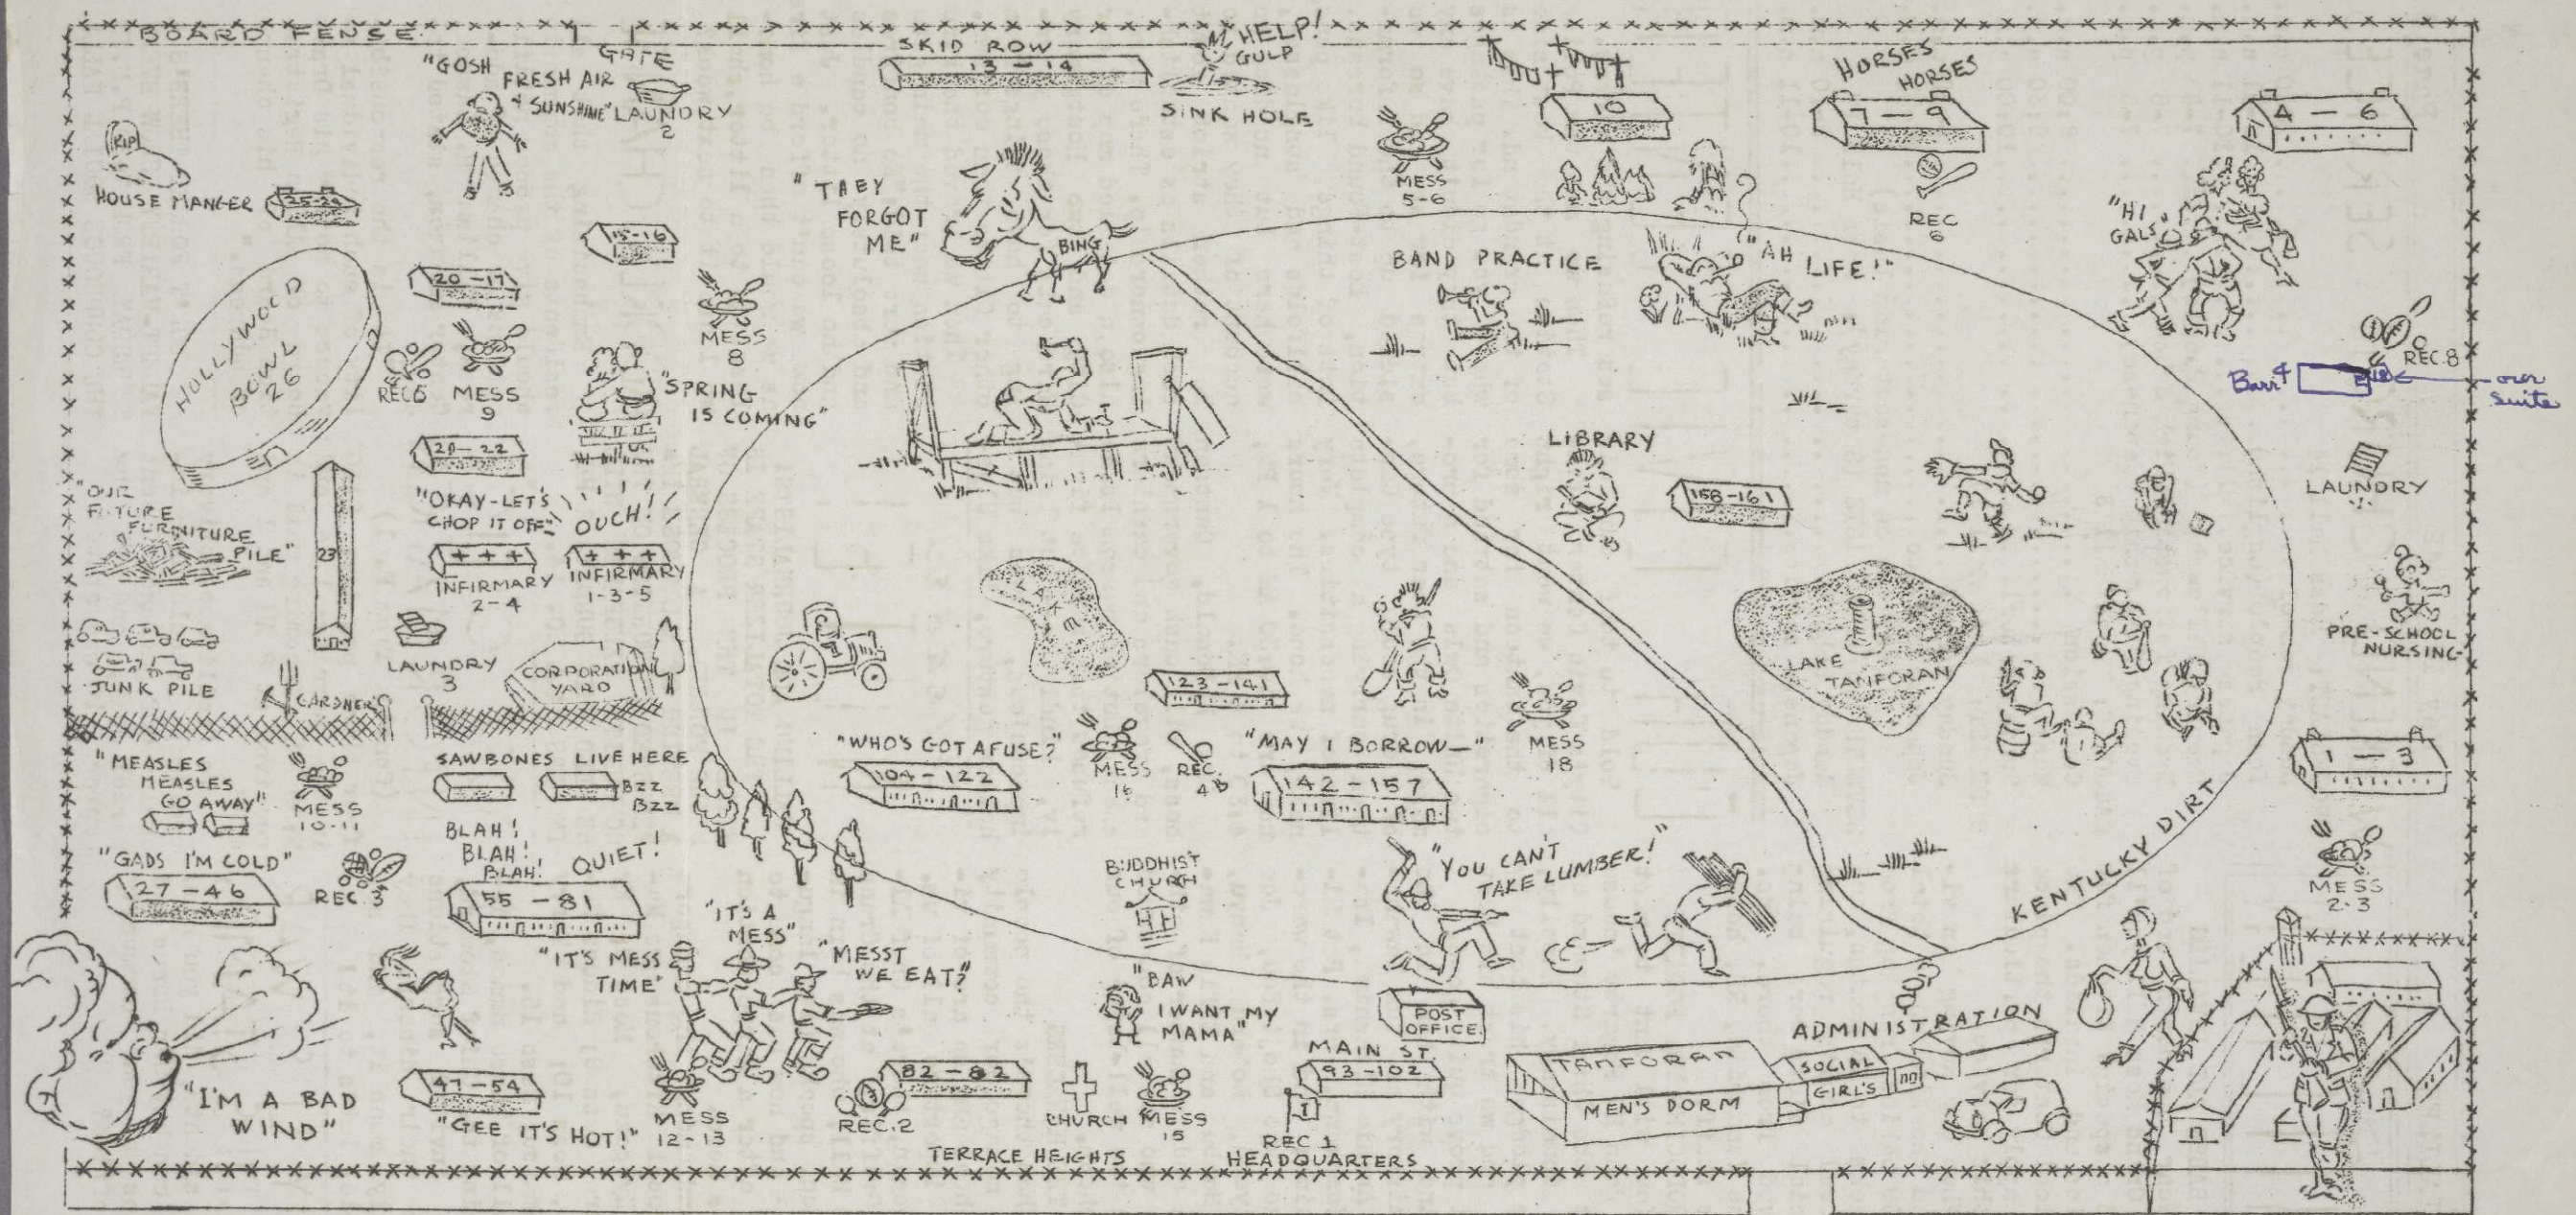 BOARD FENSE
GATE
"GOSH
FRESH AIR
+ SUNSHINE"
LAUNDRY
2
SKID ROW
13 - 14
HELP!
GULP
SINK HOLE
10
HORSES
HORSES
7 - 9
4 - 6
RIP
HOUSE MANGER
15-16
"THEY
FORGOT
ME"
BING
MESS
5-6
REC
6
"HI
GALS"
BAND PRACTICE
"AH
LIFE!"
HOLLYWOOD
BOWL
26
20 - 17
MESS
8
MESS
9
"SPRING
IS COMING"
REC.8
Barr 4
our
suite
22
"OUR
FUTURE
FURNITURE
PILE"
23
"OKAY-LET'S
CHOP IT OFF"
OUCH!
INFIRMARY
2-4
INFIRMARY
1-3-5
LIBRARY
158-161
LAUNDRY
LAKE
LAKE
TANFORAN
PRE-SCHOOL
NURSING
JUNK PILE
GARDNER'S
LAUNDRY
3
CORPORATION
YARD
123-141
MESS
18
"MEASLES
MEASLES
GO AWAY"
MESS
10-11
SAWBONES LIVE HERE
BZZ
BZZ
"WHO'S GOT A FUSE?"
104-122
MESS
16
REC.
4B
"MAY I BORROW—"
142-157
1 - 3
"GADS I'M COLD"
27-46
REC. 3
BLAH!
BLAH!
BLAH!
QUIET!
55 - 81
BUDDHIST
CHURCH
"YOU CAN'T
TAKE LUMBER!"
KENTUCKY DIRT
MESS
2-3
"IT'S A
MESS"
"IT'S MESS
TIME"
"MESST
WE EAT?"
"BAW
I WANT MY
MAMA"
POST
OFFICE
"I'M A BAD
WIND"
47-54
"GEE IT'S HOT!"
MESS
12-13
REC.2
82-
CHURCH
MESS
15
MAIN ST.
93-102
REC 1
HEADQUARTERS
TERRACE HEIGHTS
ADMINISTRATION
TANFORAN
MEN'S DORM
SOCIAL
GIRL'S